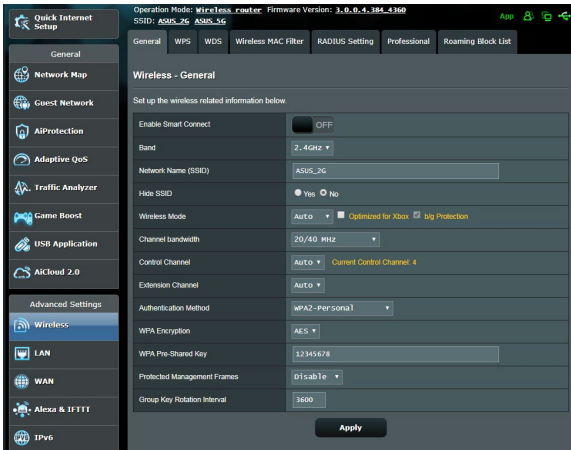 Quick Internet
Setup
General
Network Map
Guest Network
AiProtection
Adaptive QoS
Traffic Analyzer
Game Boost
USB Application
AiCloud 2.0
Advanced Settings
Wireless
LAN
WAN
Alexa & IFTTT
IPv6
Operation Mode: Wireless router Firmware Version: 3.0.0.4.384_4360
SSID: ASUS_2G ASUS_5G
App
General WPS WDS Wireless MAC Filter RADIUS Setting Professional Roaming Block List
Wireless - General
Set up the wireless related information below.
Enable Smart Connect OFF
Band 2.4GHz
Network Name (SSID) ASUS_2G
Hide SSID Yes No
Wireless Mode Auto Optimized for Xbox b/g Protection
Channel bandwidth 20/40 MHz
Control Channel Auto Current Control Channel: 4
Extension Channel Auto
Authentication Method WPA2-Personal
WPA Encryption AES
WPA Pre-Shared Key 12345678
Protected Management Frames Disable
Group Key Rotation Interval 3600
Apply